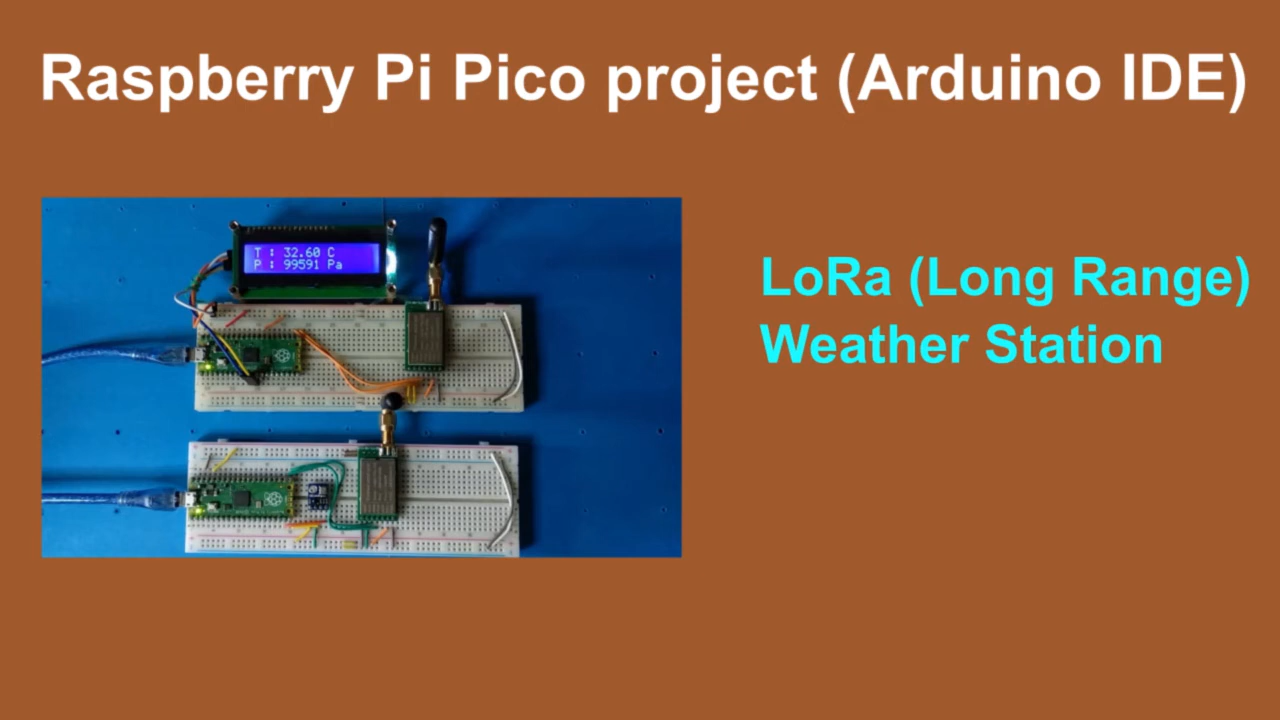 Raspberry Pi Pico project (Arduino IDE)
T : 32.60 C
P : 99591 Pa
LoRa (Long Range)
Weather Station